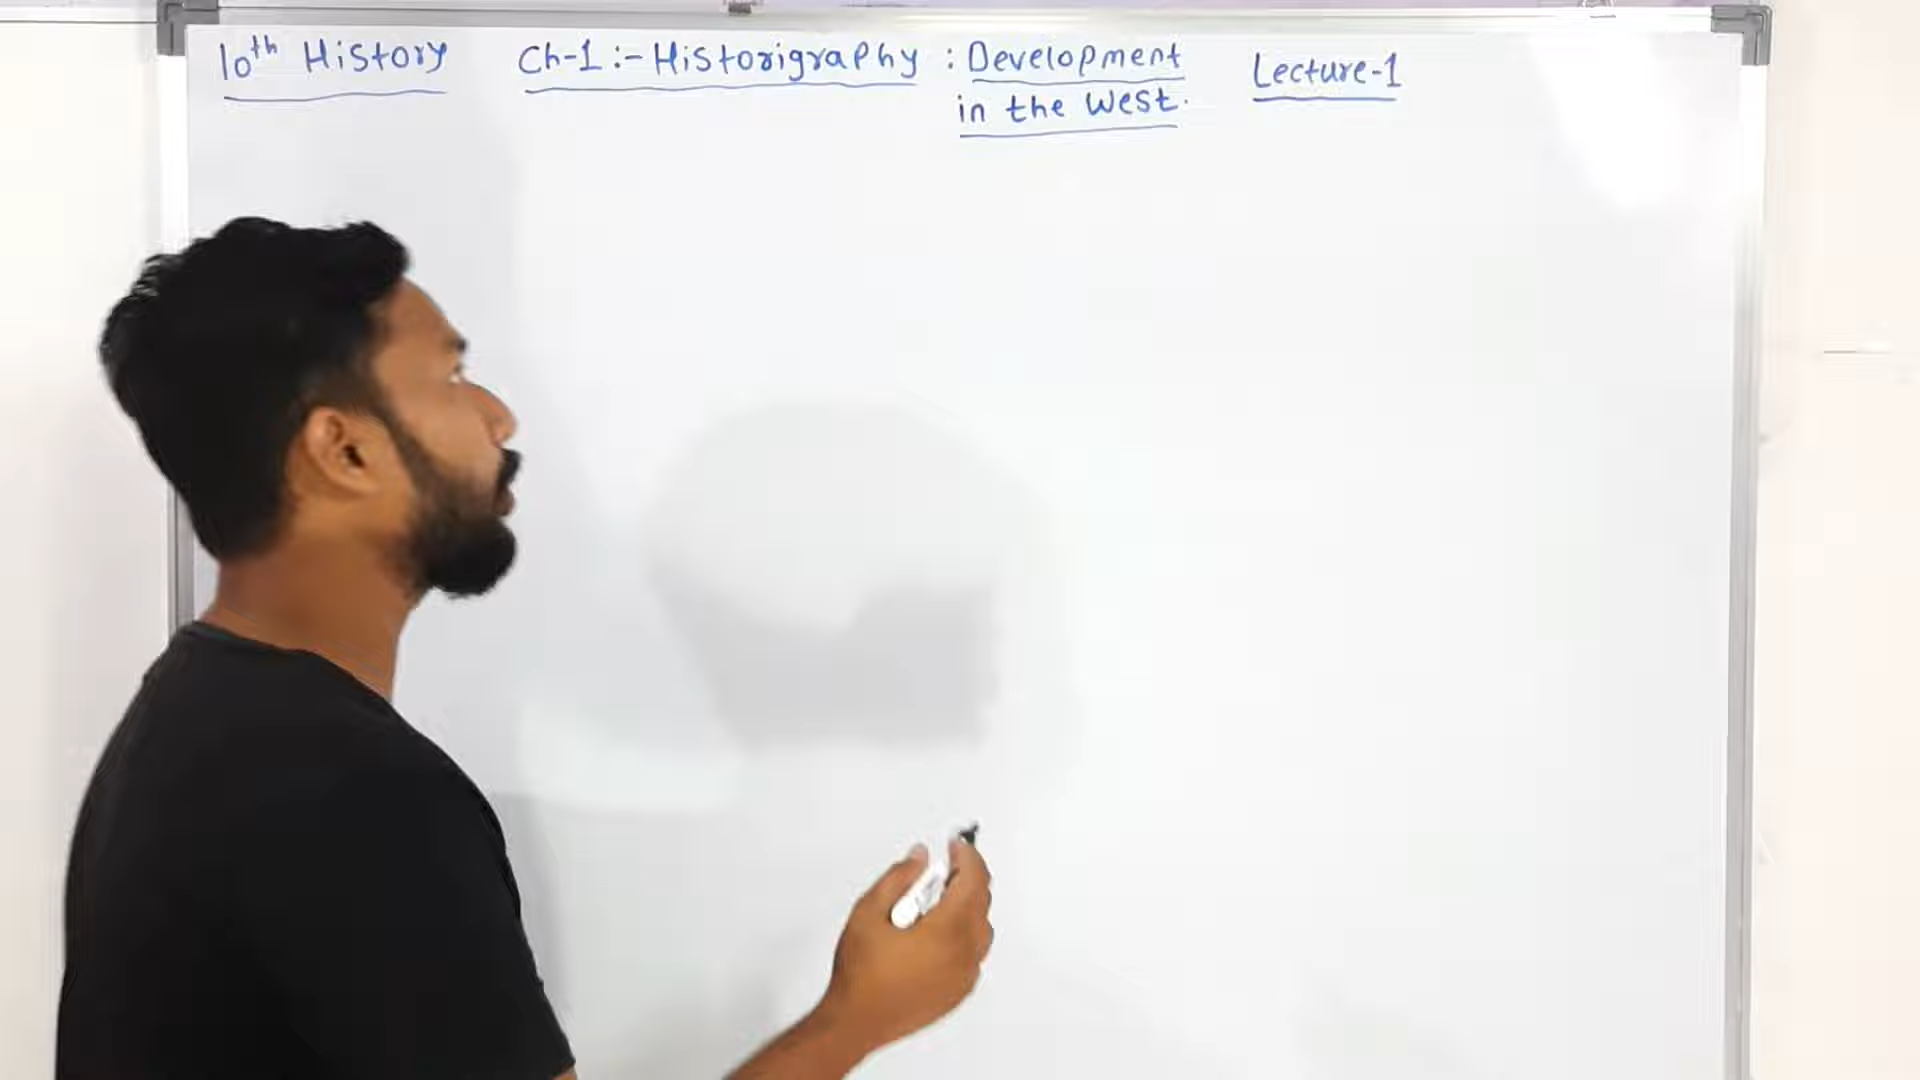 10th History Ch-1 :- Historigraphy : Development Lecture-1
in the West.